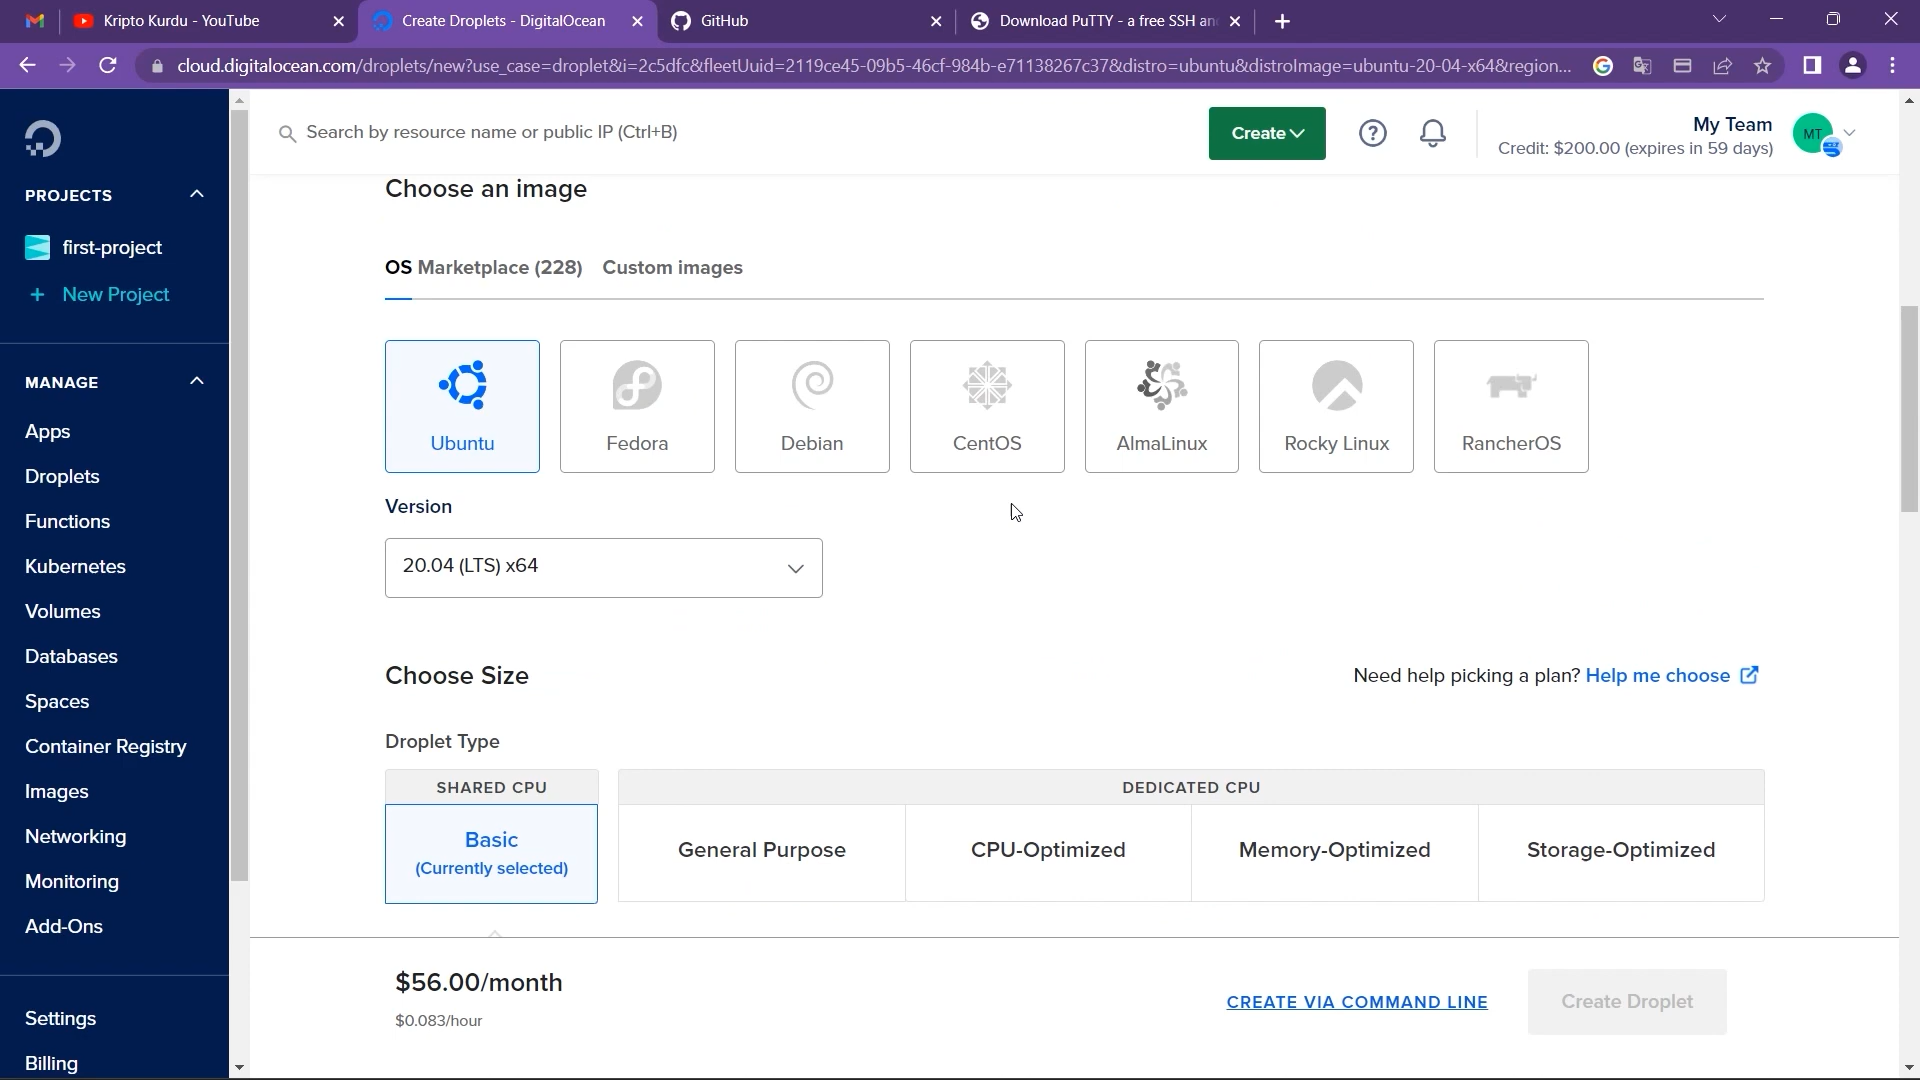 Kripto Kurdu - YouTube
Create Droplets - DigitalOcean
GitHub
Download PuTTY - a free SSH an
cloud.digitalocean.com/droplets/new?use_case=droplet&i=2c5dfc&fleetUuid=2119ce45-09b5-46cf-984b-e71138267c37&distro=ubuntu&distroImage=ubuntu-20-04-x64&region...
Search by resource name or public IP (Ctrl+B)
Create
My Team
Credit: $200.00 (expires in 59 days)
MT
PROJECTS
first-project
+ New Project
MANAGE
Apps
Droplets
Functions
Kubernetes
Volumes
Databases
Spaces
Container Registry
Images
Networking
Monitoring
Add-Ons
Settings
Billing
Choose an image
OS Marketplace (228) Custom images
Ubuntu
Fedora
Debian
CentOS
AlmaLinux
Rocky Linux
RancherOS
Version
20.04 (LTS) x64
Choose Size
Need help picking a plan? Help me choose
Droplet Type
SHARED CPU
DEDICATED CPU
Basic
(Currently selected)
General Purpose
CPU-Optimized
Memory-Optimized
Storage-Optimized
$56.00/month
$0.083/hour
CREATE VIA COMMAND LINE
Create Droplet